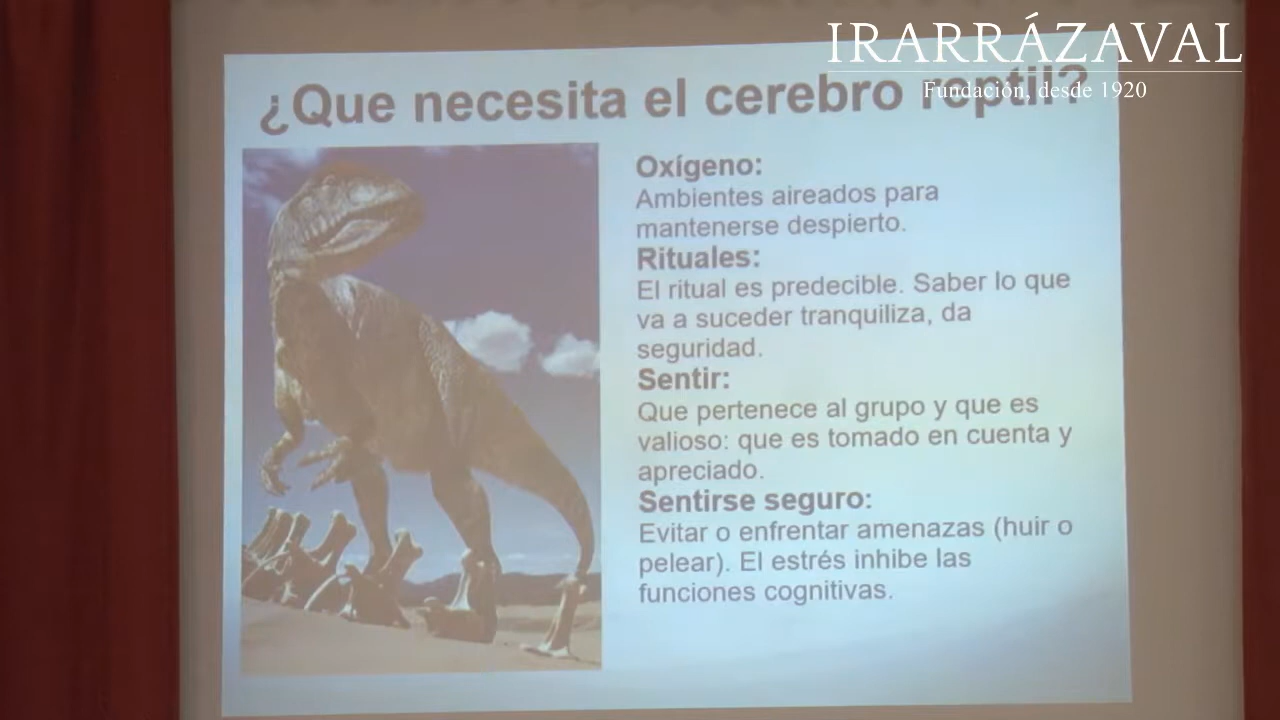 IRARRÁZAVAL
Fundación, desde 1920
¿Que necesita el cerebro reptil?
Oxígeno:
Ambientes aireados para
mantenerse despierto.
Rituales:
El ritual es predecible. Saber lo que
va a suceder tranquiliza, da
seguridad.
Sentir:
Que pertenece al grupo y que es
valioso: que es tomado en cuenta y
apreciado.
Sentirse seguro:
Evitar o enfrentar amenazas (huir o
pelear). El estrés inhibe las
funciones cognitivas.